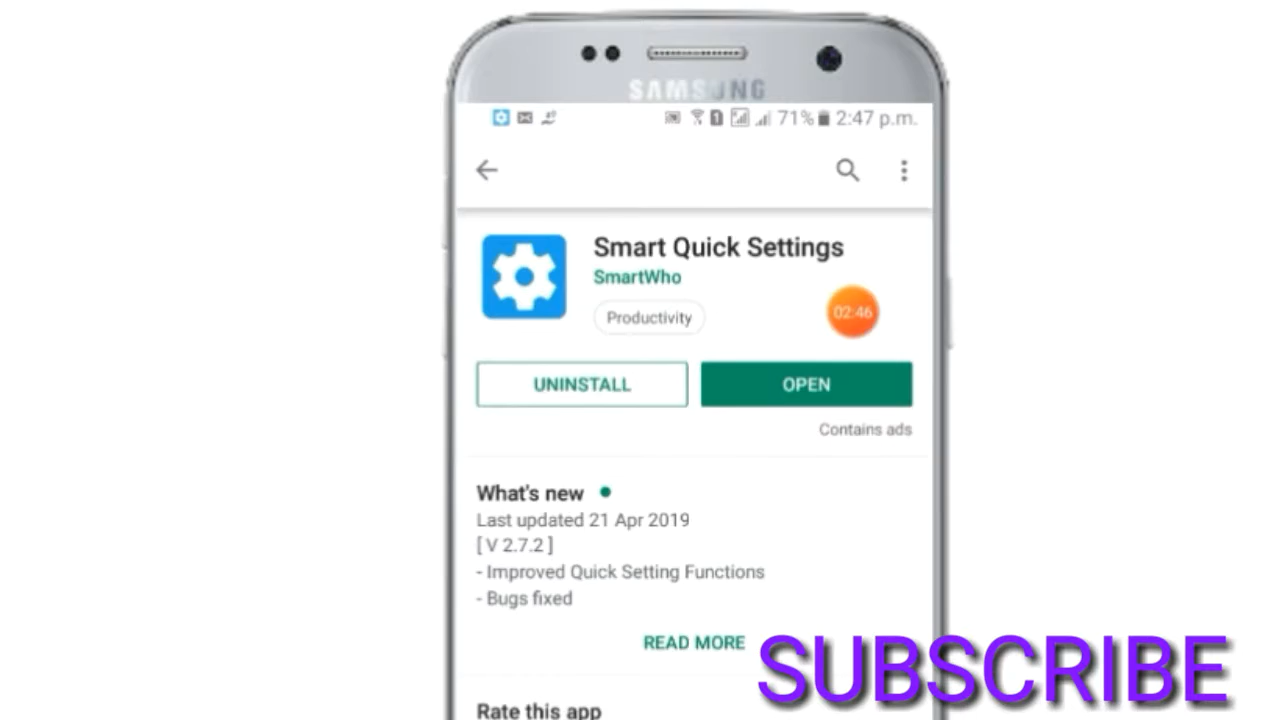 SAMSUNG
71% 2:47 p.m.
Smart Quick Settings
SmartWho
Productivity
02:46
UNINSTALL
OPEN
Contains ads
What's new
Last updated 21 Apr 2019
[ V 2.7.2 ]
- Improved Quick Setting Functions
- Bugs fixed
READ MORE
SUBSCRIBE
Rate this app